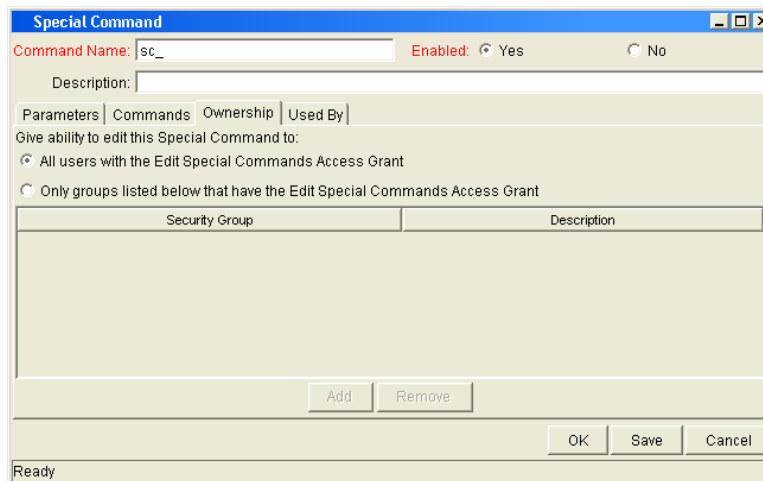 Special Command
Command Name: sc_ Enabled: Yes No
Description:
Parameters Commands Ownership Used By
Give ability to edit this Special Command to:
All users with the Edit Special Commands Access Grant
Only groups listed below that have the Edit Special Commands Access Grant
Security Group Description
Add Remove
OK Save Cancel
Ready